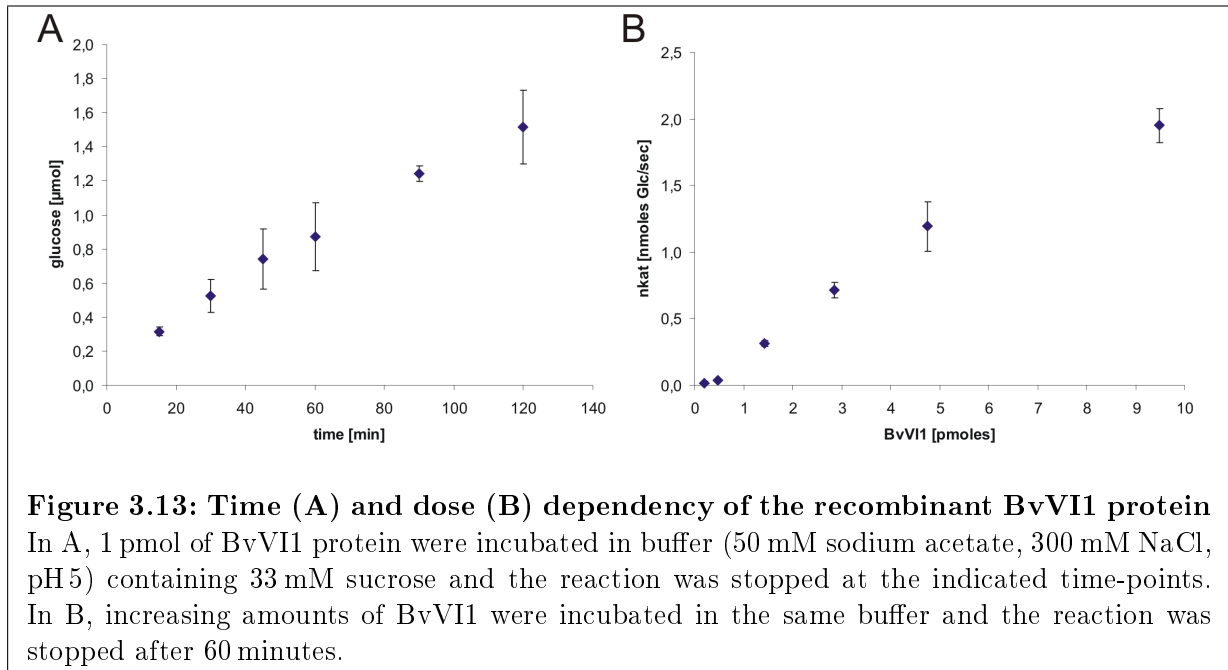 A
2,0
1,8
1,6
1,4
1,2
1,0
0,8
0,6
0,4
0,2
0,0
glucose [µmol]
0 20 40 60 80 100 120 140
time [min]
B
2,5
2,0
1,5
1,0
0,5
0,0
nkat [nmoles Glc/sec]
0 1 2 3 4 5 6 7 8 9 10
BvVI1 [pmoles]
Figure 3.13: Time (A) and dose (B) dependency of the recombinant BvVI1 protein
In A, 1 pmol of BvVI1 protein were incubated in buffer (50 mM sodium acetate, 300 mM NaCl,
pH 5) containing 33 mM sucrose and the reaction was stopped at the indicated time-points.
In B, increasing amounts of BvVI1 were incubated in the same buffer and the reaction was
stopped after 60 minutes.